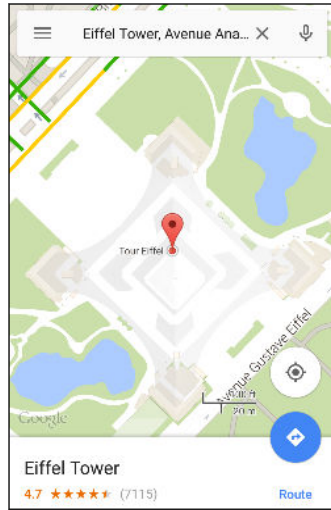 Eiffel Tower, Avenue Ana...
Tour Eiffel
Avenue Gustave Eiffel
20 m
Google
Eiffel Tower
4.7 (7115)
Route